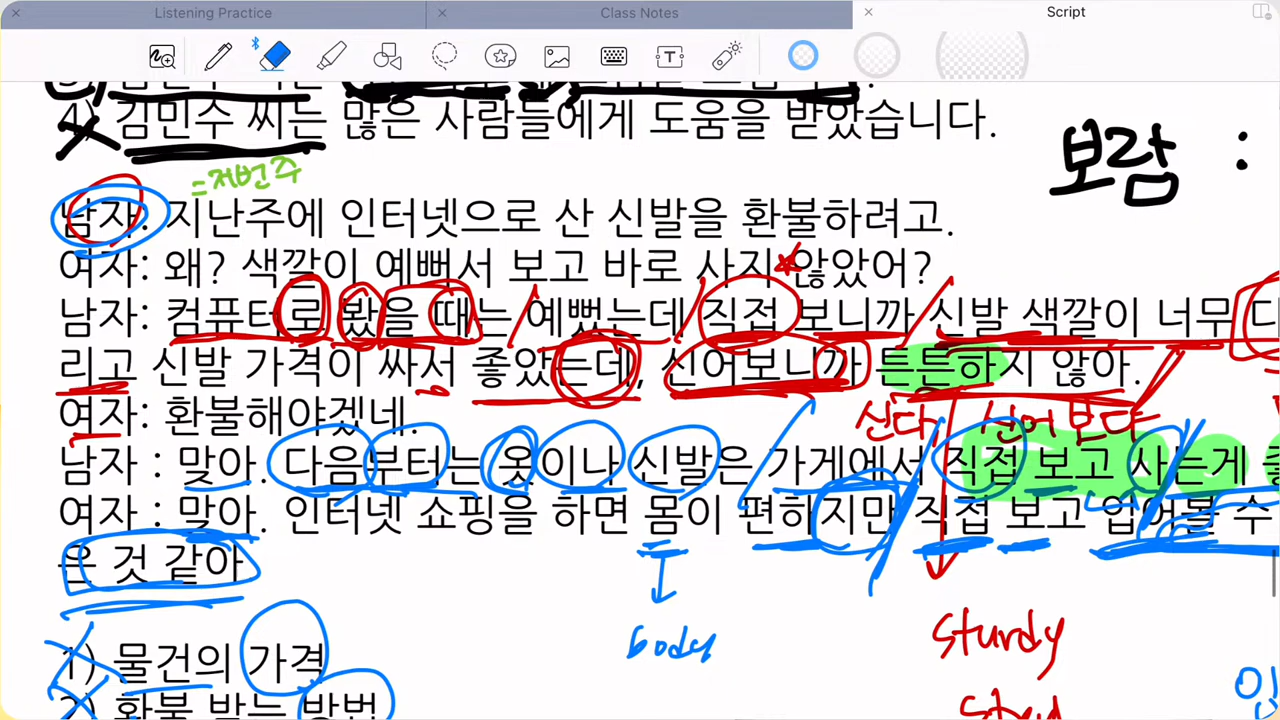 Listening Practice
Class Notes
Script
4) 김민수 씨는 많은 사람들에게 도움을 받았습니다.
보람 :
=저번 주
남자: 지난주에 인터넷으로 산 신발을 환불하려고.
여자: 왜? 색깔이 예뻐서 보고 바로 사지 않았어?
남자: 컴퓨터로 봤을 때는 예뻤는데 직접 보니까 신발 색깔이 너무 다
리고 신발 가격이 싸서 좋았는데, 신어보니까 튼튼하지 않아.
여자: 환불해야겠네.
신다
신어 보다
남자 : 맞아. 다음부터는 옷이나 신발은 가게에서 직접 보고 사는게
여자 : 맞아. 인터넷 쇼핑을 하면 몸이 편하지만 직접 보고 입어볼 수
은 것 같아
body
sturdy
1) 물건의 가격
2) 환불 받는 방법